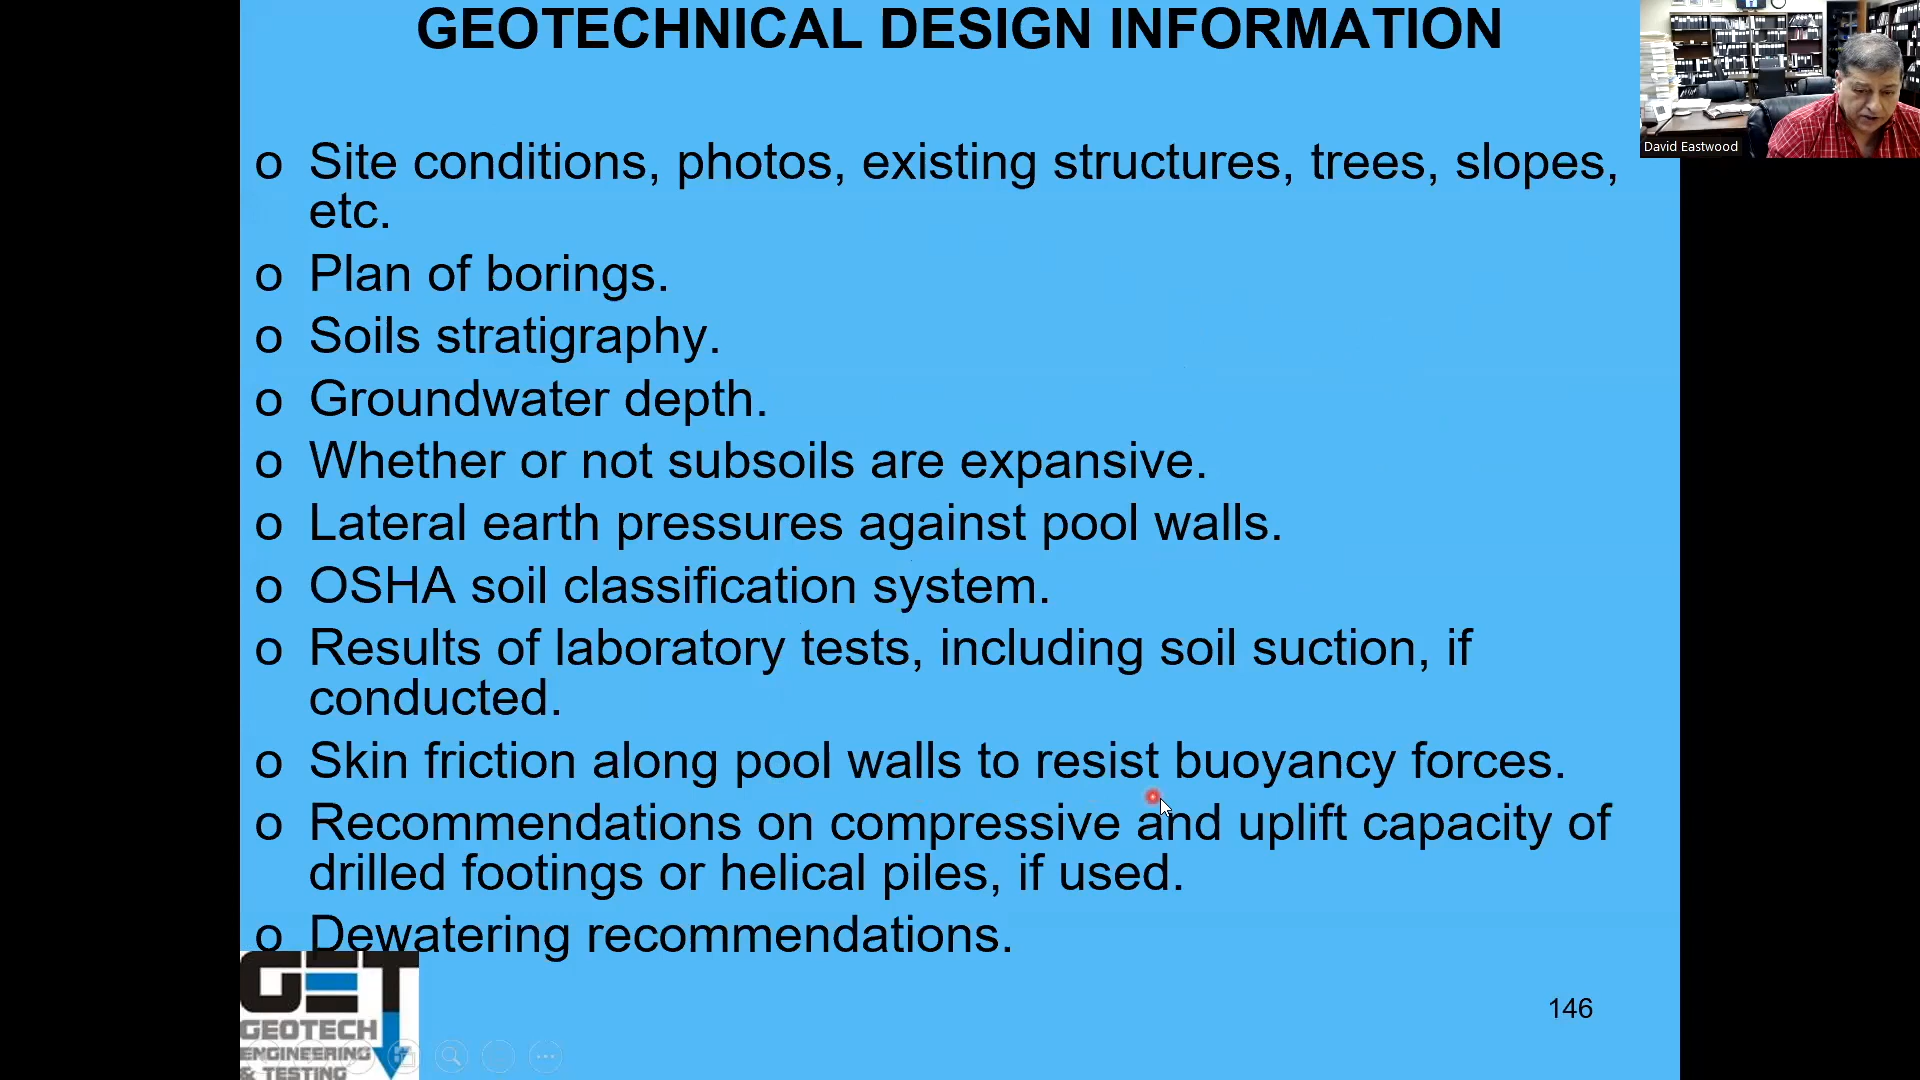 GEOTECHNICAL DESIGN INFORMATION
David Eastwood
o Site conditions, photos, existing structures, trees, slopes,
etc.
o Plan of borings.
o Soils stratigraphy.
o Groundwater depth.
o Whether or not subsoils are expansive.
o Lateral earth pressures against pool walls.
o OSHA soil classification system.
o Results of laboratory tests, including soil suction, if
conducted.
o Skin friction along pool walls to resist buoyancy forces.
o Recommendations on compressive and uplift capacity of
drilled footings or helical piles, if used.
o Dewatering recommendations.
GET
GEOTECH
ENGINEERING
& TESTING
146